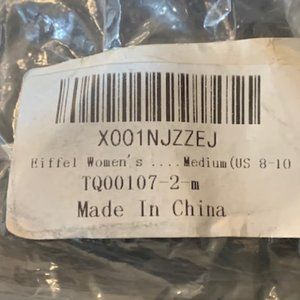 X001NJZZEJ
Eiffel Women's ....Medium(US 8-10
TQ00107-2-m
Made In China